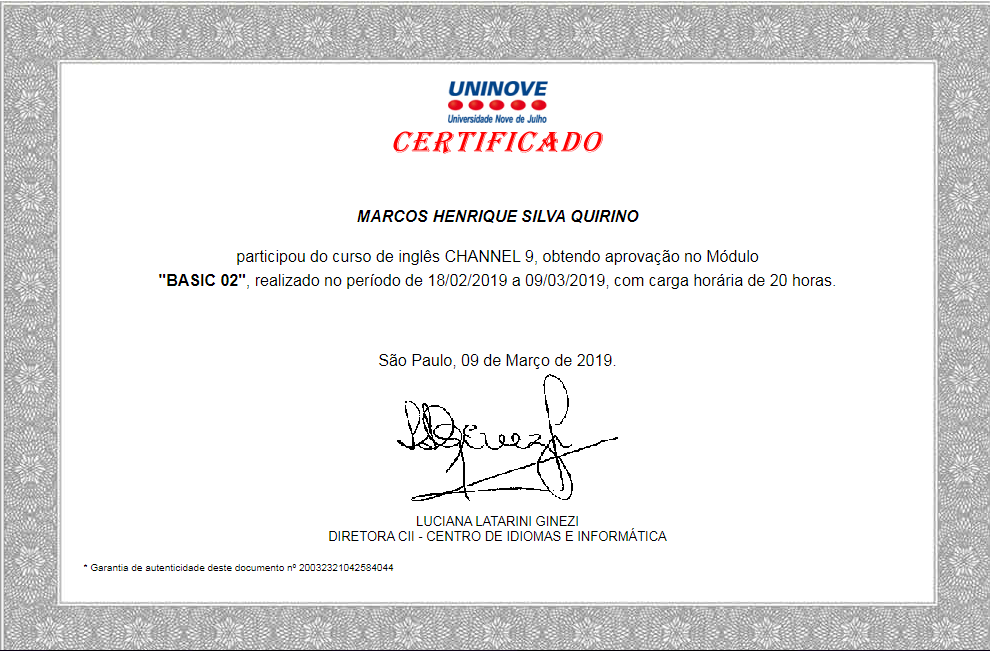 UNINOVE
Universidade Nove de Julho
CERTIFICADO
MARCOS HENRIQUE SILVA QUIRINO
participou do curso de inglês CHANNEL 9, obtendo aprovação no Módulo
"BASIC 02", realizado no período de 18/02/2019 a 09/03/2019, com carga horária de 20 horas.
São Paulo, 09 de Março de 2019.
LUCIANA LATARINI GINEZI
DIRETORA CII - CENTRO DE IDIOMAS E INFORMÁTICA
* Garantia de autenticidade deste documento nº 20032321042584044